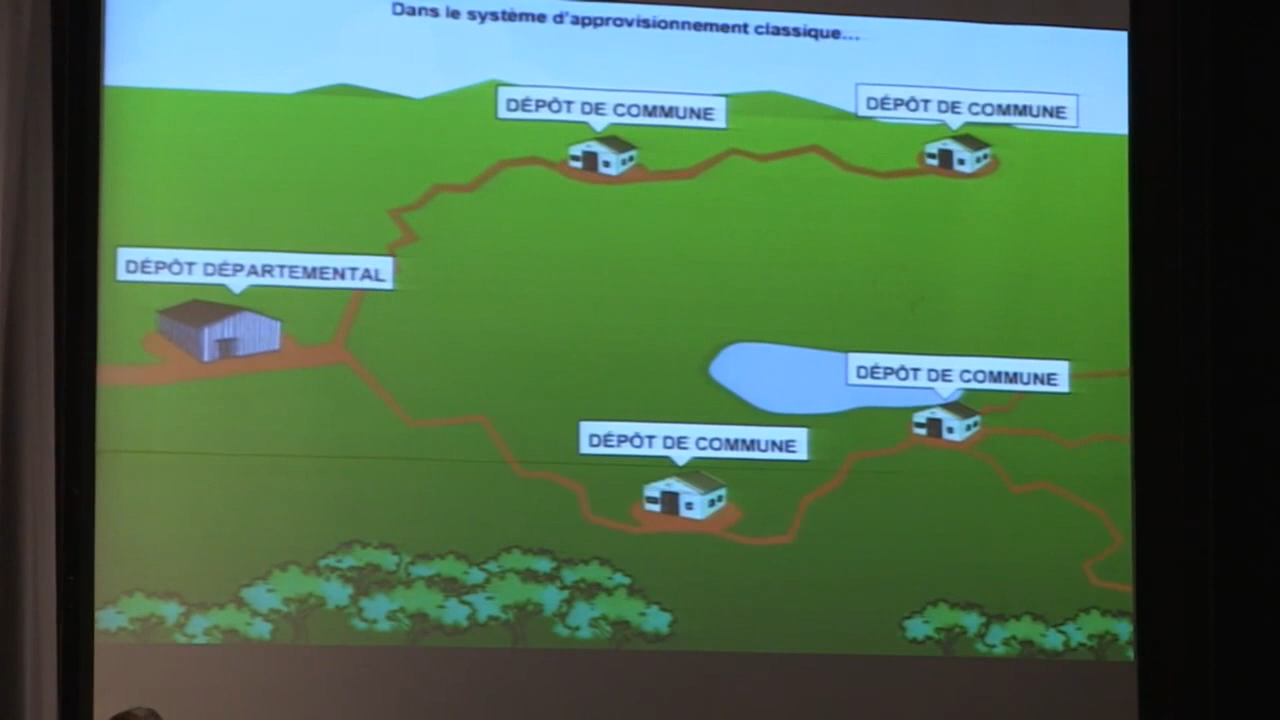 Dans le système d'approvisionnement classique...
DÉPÔT DE COMMUNE
DÉPÔT DE COMMUNE
DÉPÔT DÉPARTEMENTAL
DÉPÔT DE COMMUNE
DÉPÔT DE COMMUNE